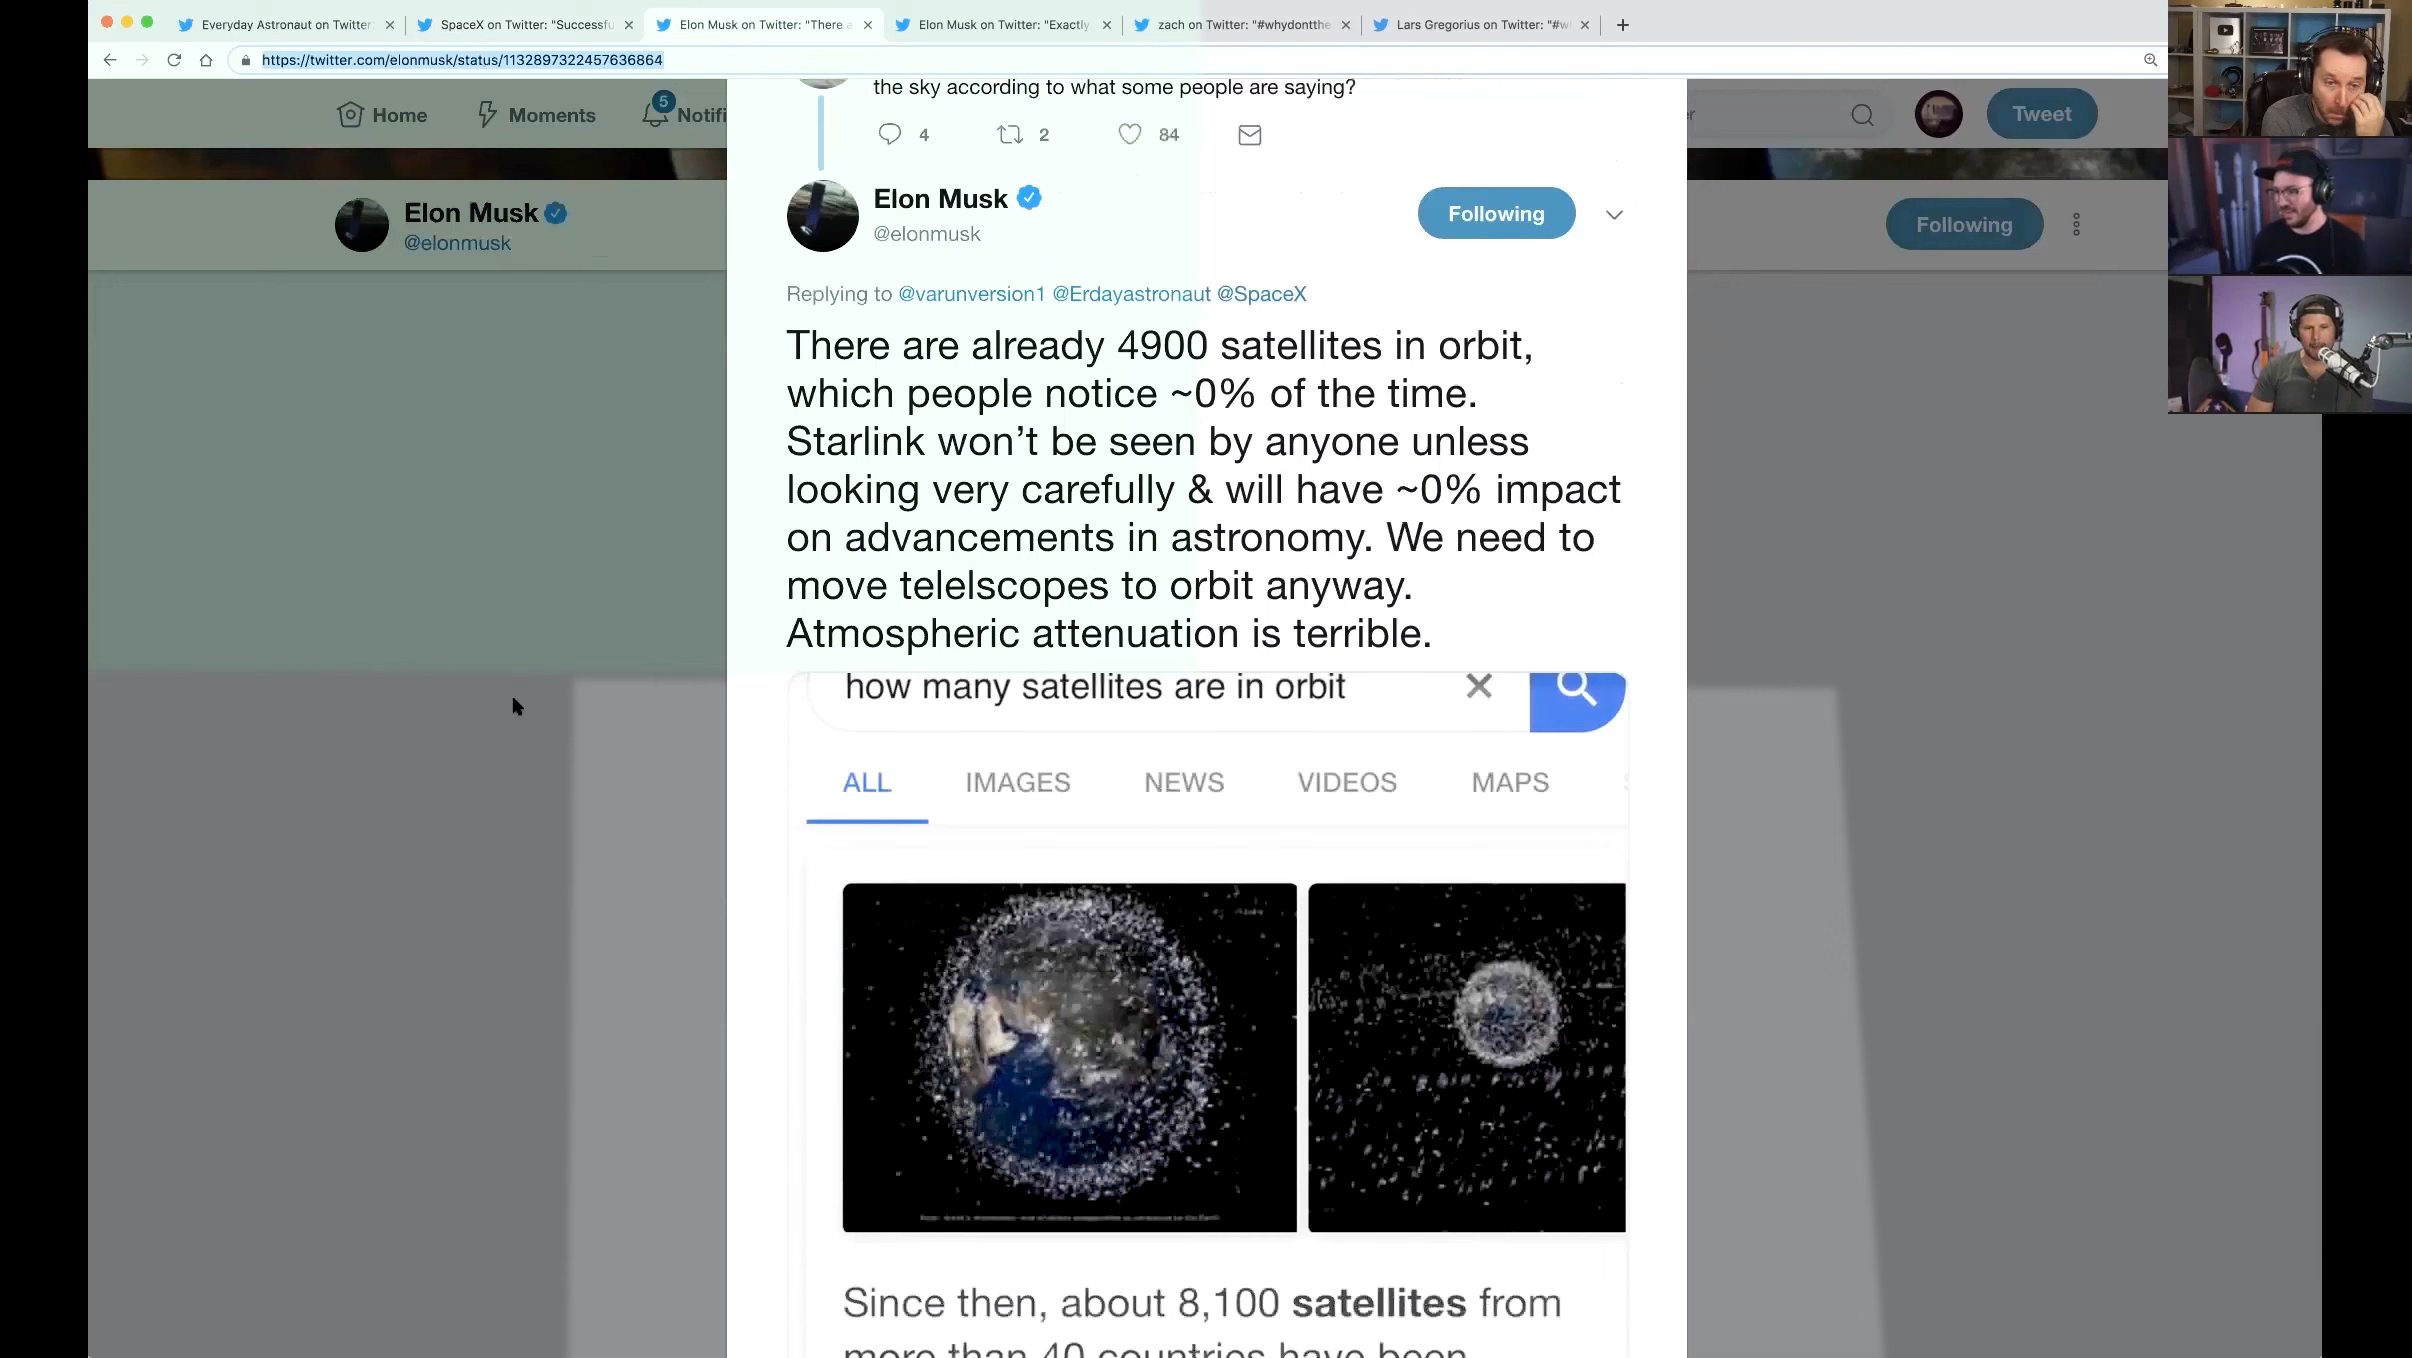 Everyday Astronaut on Twitter
SpaceX on Twitter: "Successfu
Elon Musk on Twitter: "There a
Elon Musk on Twitter: "Exactly
zach on Twitter: "#whydontthe
Lars Gregorius on Twitter: "#w
https://twitter.com/elonmusk/status/1132897322457636864
the sky according to what some people are saying?
Home
Moments
5
Notifi
4
2
84
Tweet
Elon Musk
@elonmusk
Following
Elon Musk
@elonmusk
Following
Replying to @varunversion1 @Erdayastronaut @SpaceX
There are already 4900 satellites in orbit,
which people notice ~0% of the time.
Starlink won’t be seen by anyone unless
looking very carefully & will have ~0% impact
on advancements in astronomy. We need to
move telelscopes to orbit anyway.
Atmospheric attenuation is terrible.
how many satellites are in orbit
ALL IMAGES NEWS VIDEOS MAPS
Since then, about 8,100 satellites from
more than 40 countries have been